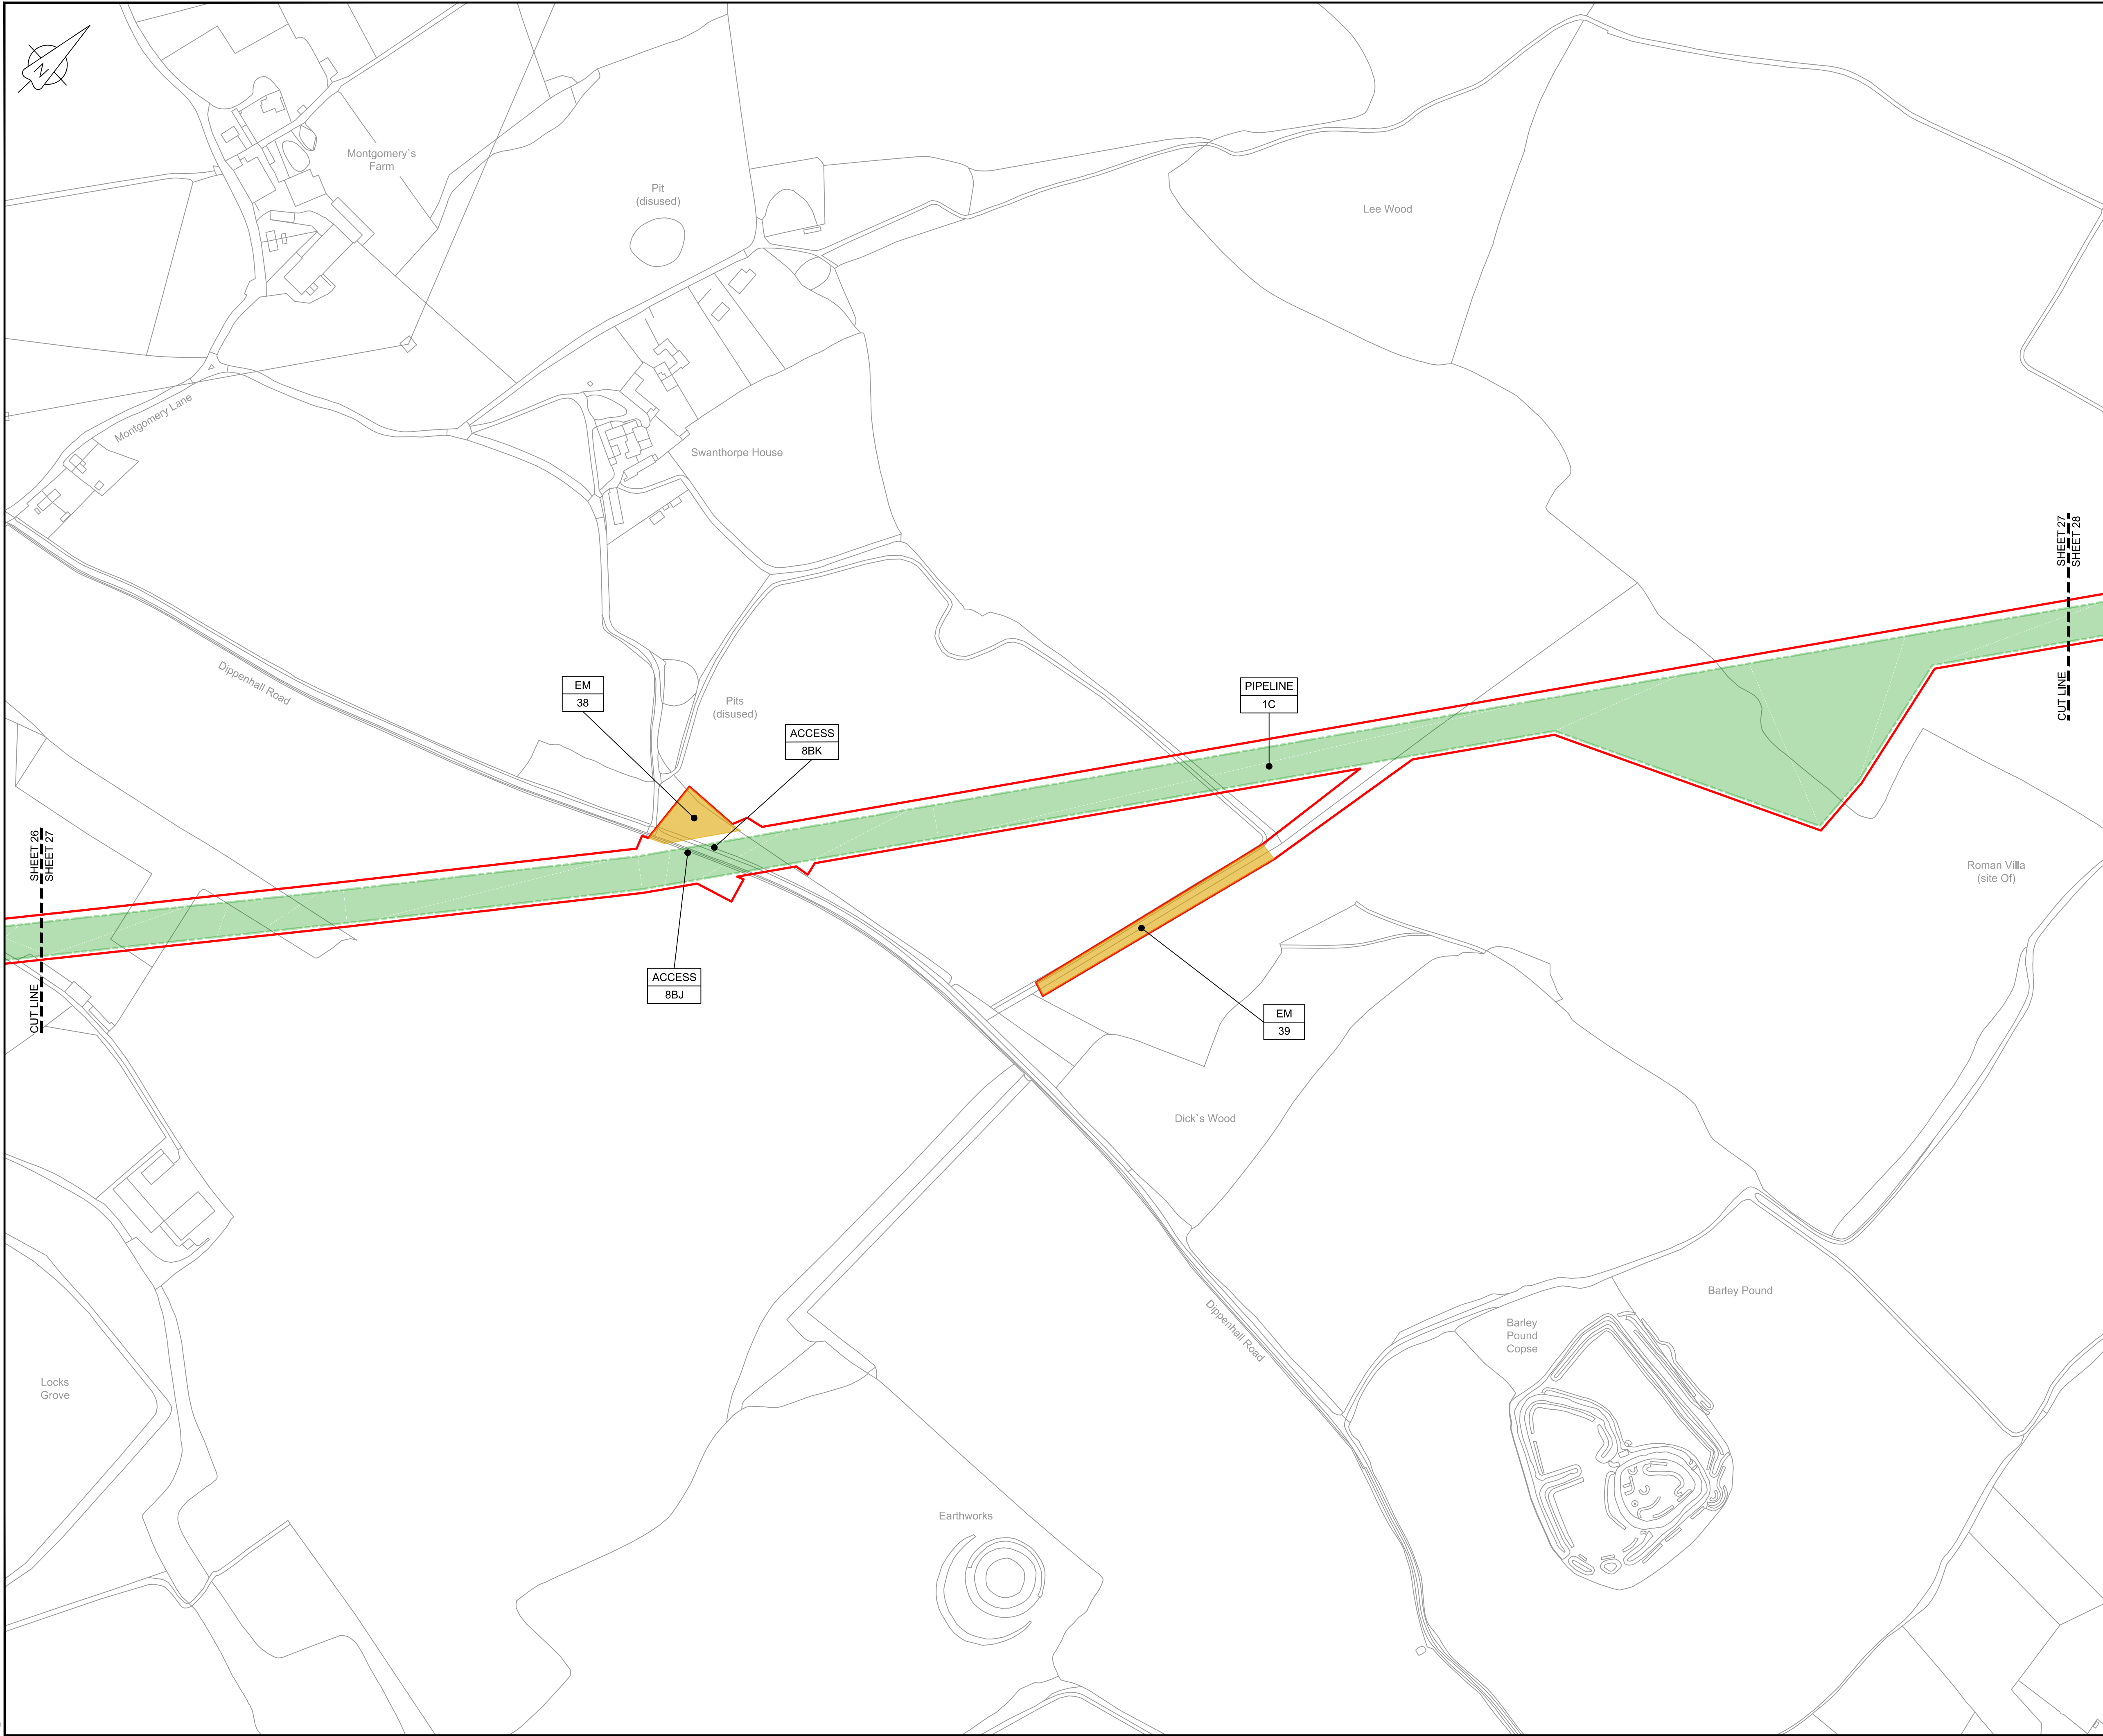 N
Montgomery`s
Farm
Pit
(disused)
Lee Wood
Montgomery Lane
Swanthorpe House
SHEET 27
SHEET 28
CUT LINE
Dippenhall Road
EM
38
Pits
(disused)
ACCESS
8BK
PIPELINE
1C
SHEET 26
SHEET 27
CUT LINE
Roman Villa
(site Of)
ACCESS
8BJ
EM
39
Dick`s Wood
Dippenhall Road
Barley Pound
Barley
Pound
Copse
Locks
Grove
Earthworks